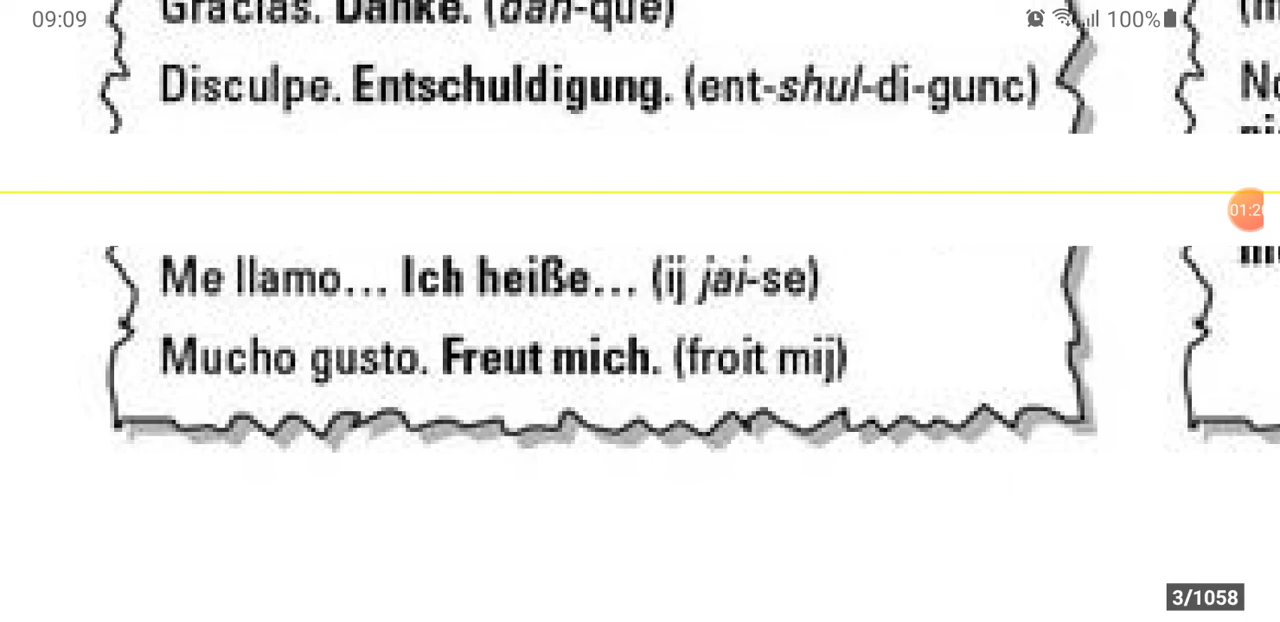 09:09
100%
Gracias. Danke. (dan-que)
Disculpe. Entschuldigung. (ent-shul-di-gunc)
Me llamo... Ich heiße... (ij jai-se)
Mucho gusto. Freut mich. (froit mij)
3/1058